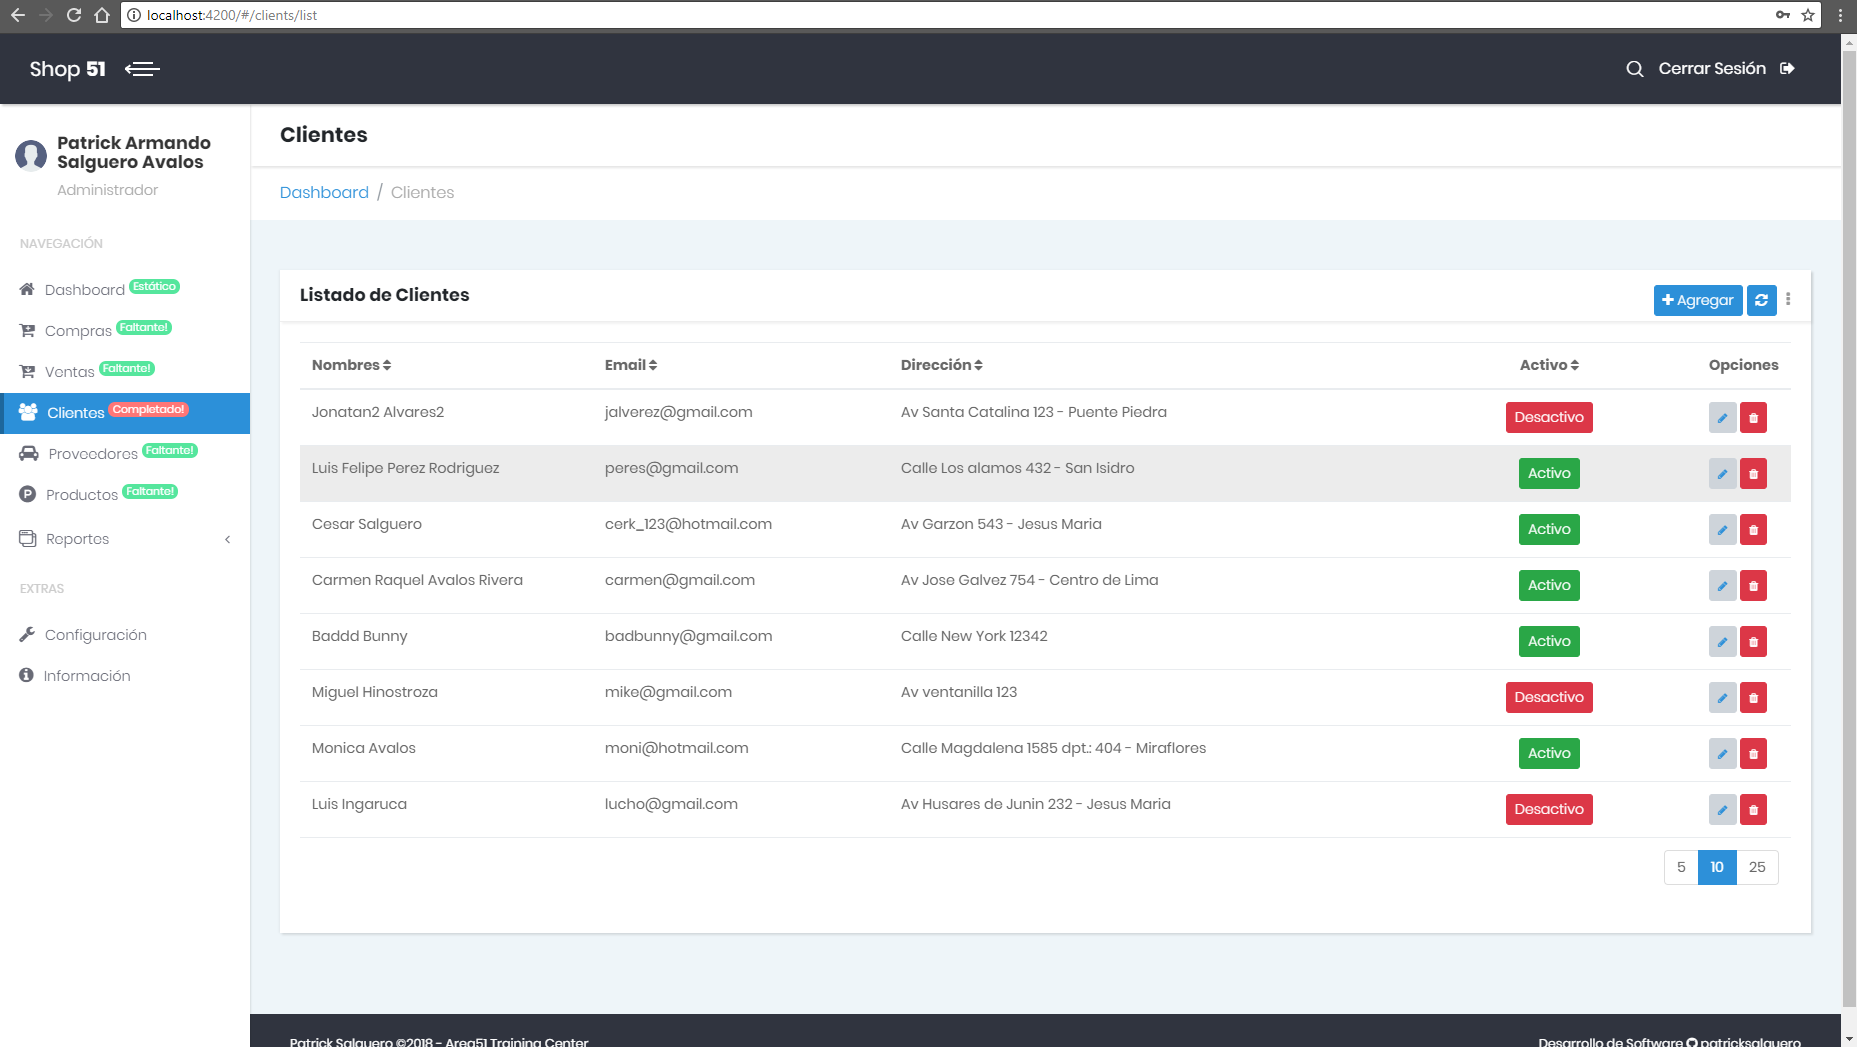 localhost:4200/#/clients/list
Shop 51
Cerrar Sesión
Patrick Armando
Salguero Avalos
Administrador
NAVEGACIÓN
Dashboard Estático
Compras Faltante!
Ventas Faltante!
Clientes Completado!
Proveedores Faltante!
Productos Faltante!
Reportes
EXTRAS
Configuración
Información
Clientes
Dashboard / Clientes
Listado de Clientes
Agregar
Nombres Email Dirección Activo Opciones
Jonatan2 Alvares2 jalverez@gmail.com Av Santa Catalina 123 - Puente Piedra Desactivo
Luis Felipe Perez Rodriguez peres@gmail.com Calle Los alamos 432 - San Isidro Activo
Cesar Salguero cerk_123@hotmail.com Av Garzon 543 - Jesus Maria Activo
Carmen Raquel Avalos Rivera carmen@gmail.com Av Jose Galvez 754 - Centro de Lima Activo
Baddd Bunny badbunny@gmail.com Calle New York 12342 Activo
Miguel Hinostroza mike@gmail.com Av ventanilla 123 Desactivo
Monica Avalos moni@hotmail.com Calle Magdalena 1585 dpt.: 404 - Miraflores Activo
Luis Ingaruca lucho@gmail.com Av Husares de Junin 232 - Jesus Maria Desactivo
5 10 25
Patrick Salguero ©2018 - Area51 Training Center
Desarrollo de Software patricksalguero